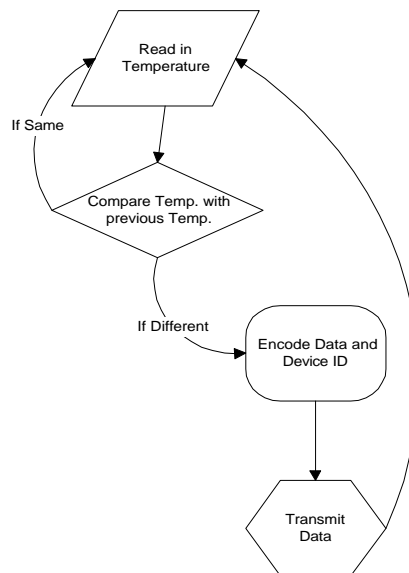 Read in
Temperature
If Same
Compare Temp. with
previous Temp.
If Different
Encode Data and
Device ID
Transmit
Data